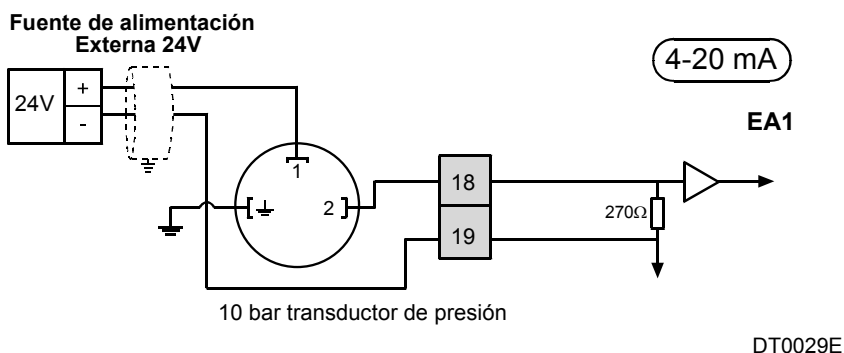 Fuente de alimentación
Externa 24V
4-20 mA
24V
+
-
EA1
1
2
18
19
270Ω
10 bar transductor de presión
DT0029E